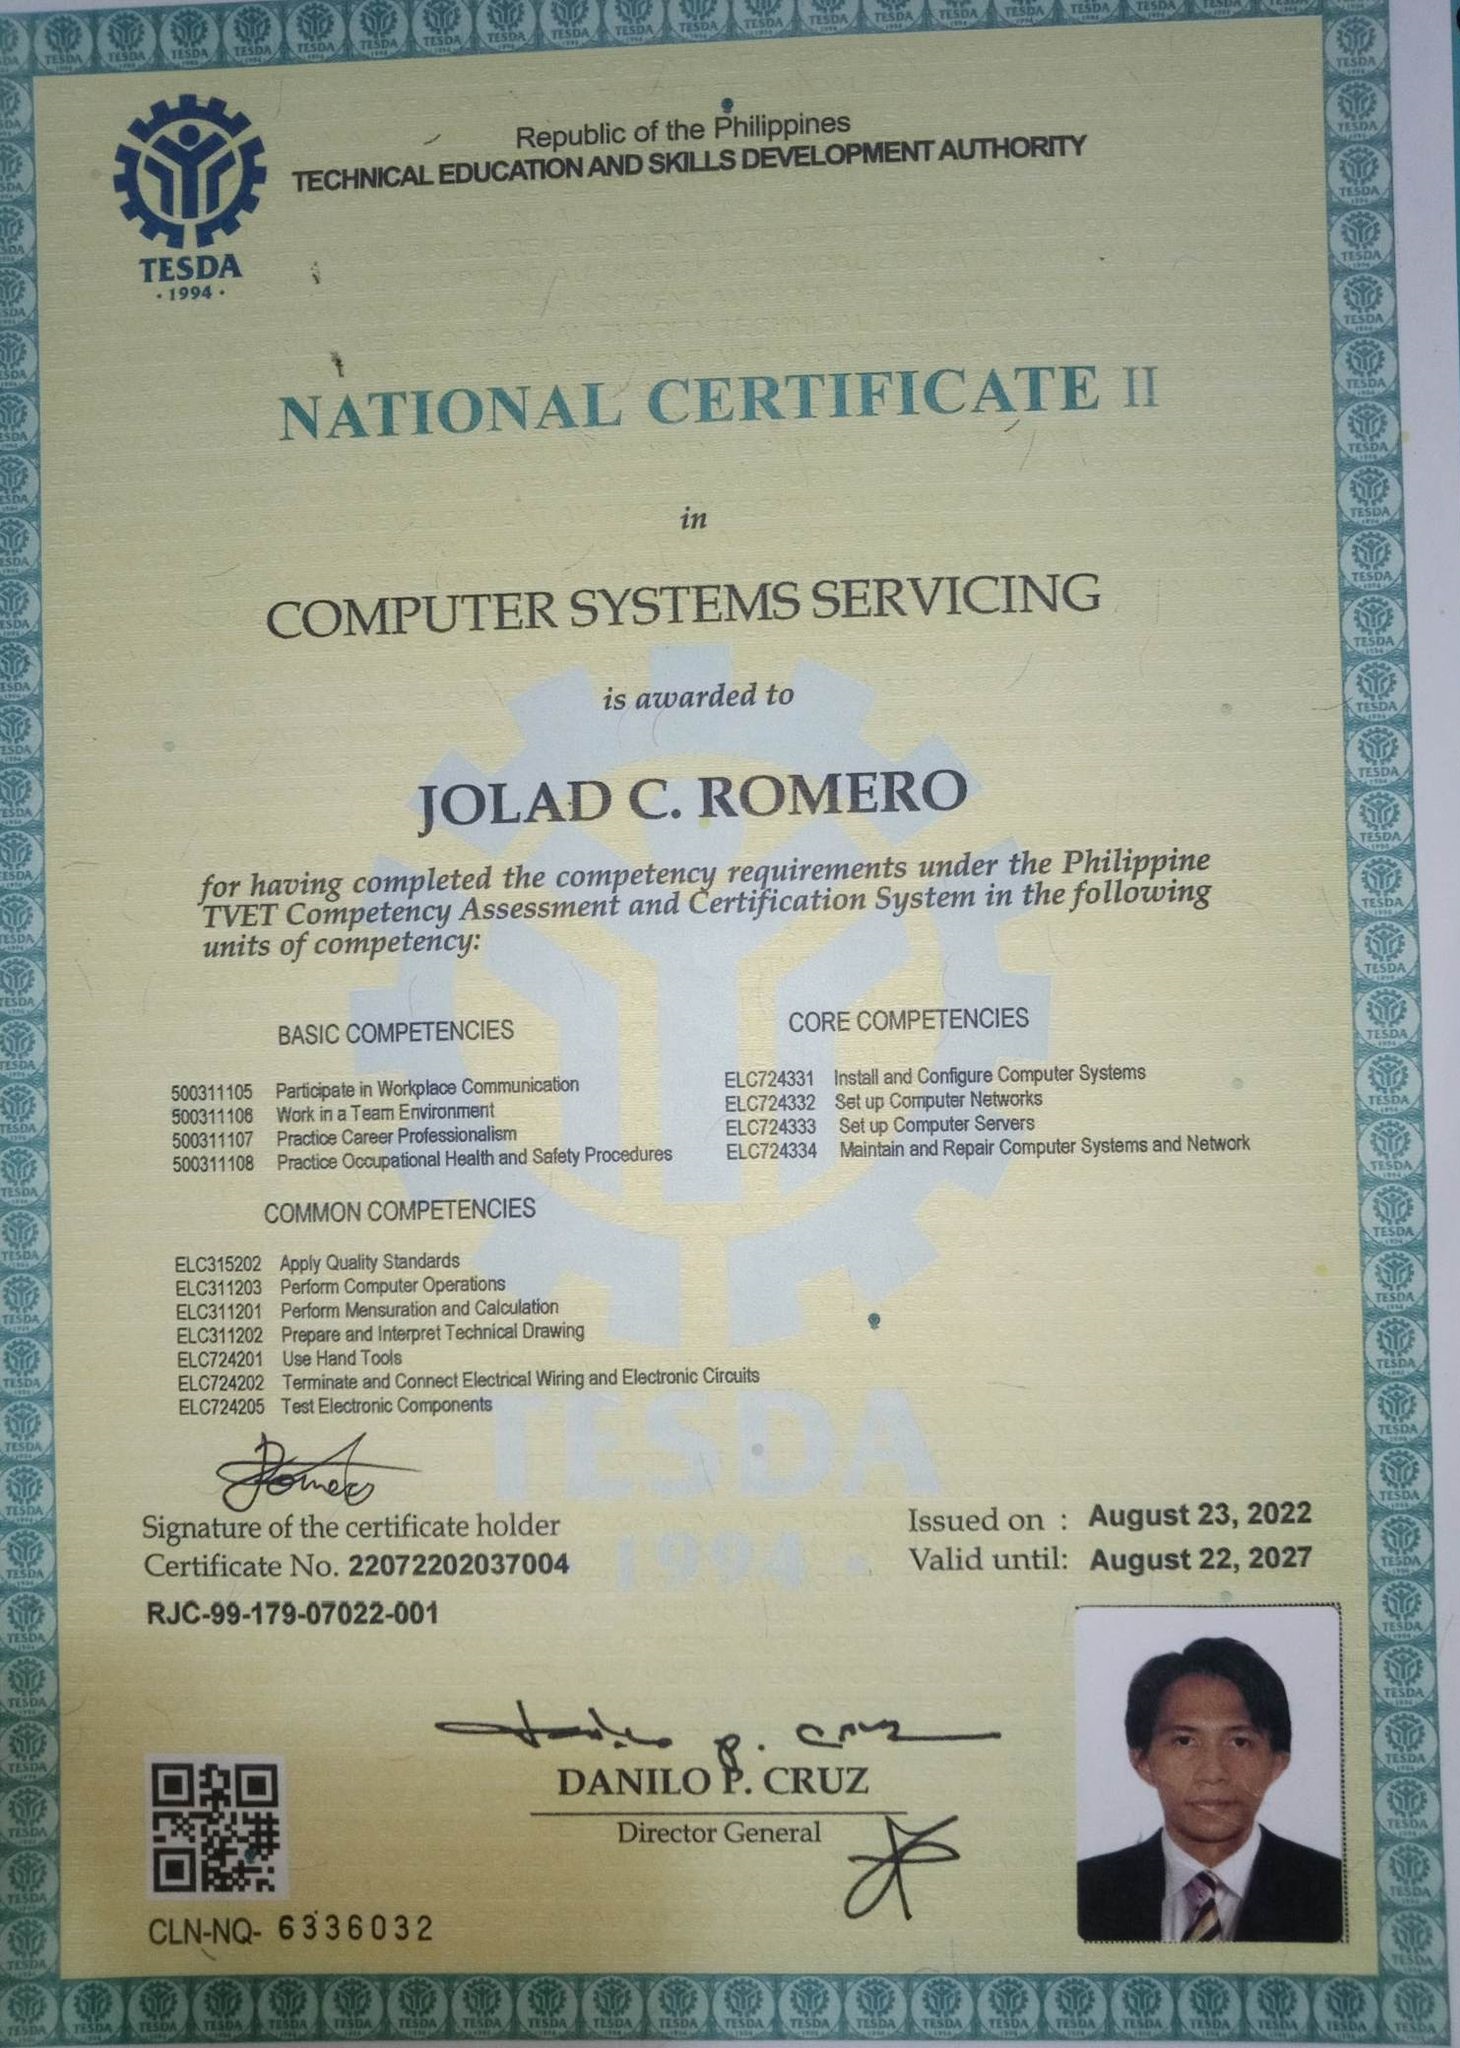 Republic of the Philippines
TECHNICAL EDUCATION AND SKILLS DEVELOPMENT AUTHORITY
TESDA
· 1994 ·
NATIONAL CERTIFICATE II
in
COMPUTER SYSTEMS SERVICING
is awarded to
JOLAD C. ROMERO
for having completed the competency requirements under the Philippine
TVET Competency Assessment and Certification System in the following
units of competency:
BASIC COMPETENCIES
500311105 Participate in Workplace Communication
500311106 Work in a Team Environment
500311107 Practice Career Professionalism
500311108 Practice Occupational Health and Safety Procedures
CORE COMPETENCIES
ELC724331 Install and Configure Computer Systems
ELC724332 Set up Computer Networks
ELC724333 Set up Computer Servers
ELC724334 Maintain and Repair Computer Systems and Network
COMMON COMPETENCIES
ELC315202 Apply Quality Standards
ELC311203 Perform Computer Operations
ELC311201 Perform Mensuration and Calculation
ELC311202 Prepare and Interpret Technical Drawing
ELC724201 Use Hand Tools
ELC724202 Terminate and Connect Electrical Wiring and Electronic Circuits
ELC724205 Test Electronic Components
TESDA
1994 ·
Signature of the certificate holder
Certificate No. 22072202037004
RJC-99-179-07022-001
Issued on : August 23, 2022
Valid until: August 22, 2027
DANILO P. CRUZ
Director General
CLN-NQ- 6336032